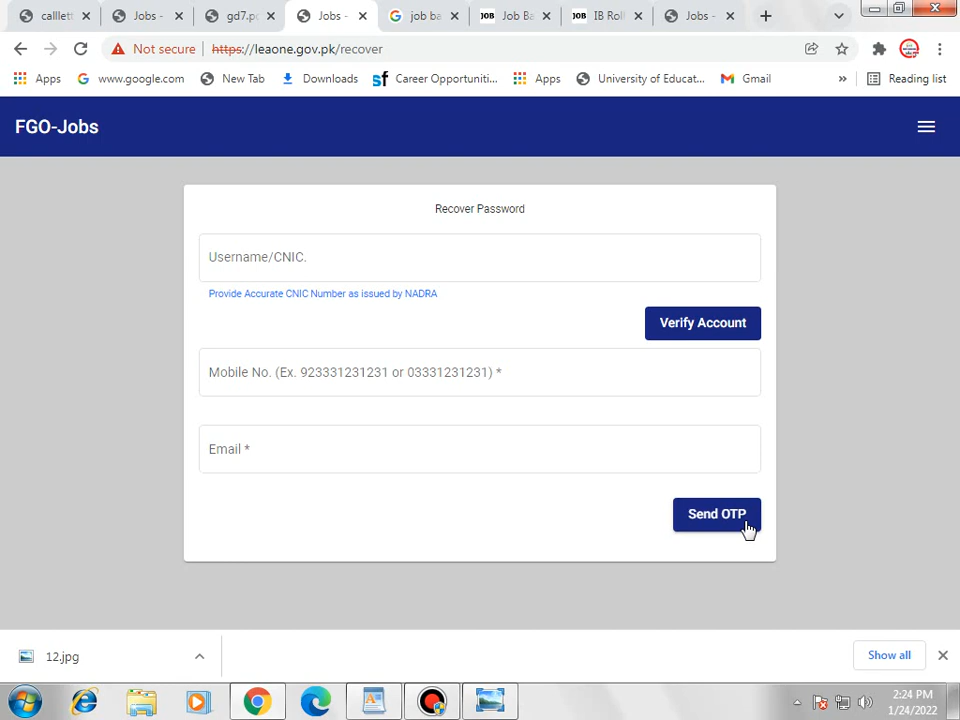 calllett
Jobs -
gd7.po
Jobs -
job ba
Job Ba
IB Roll
Jobs -
Not secure
https://leaone.gov.pk/recover
Apps
www.google.com
New Tab
Downloads
Career Opportuniti...
Apps
University of Educat...
Gmail
»
Reading list
FGO-Jobs
Recover Password
Username/CNIC.
Provide Accurate CNIC Number as issued by NADRA
Verify Account
Mobile No. (Ex. 923331231231 or 03331231231) *
Email *
Send OTP
12.jpg
Show all
2:24 PM
1/24/2022